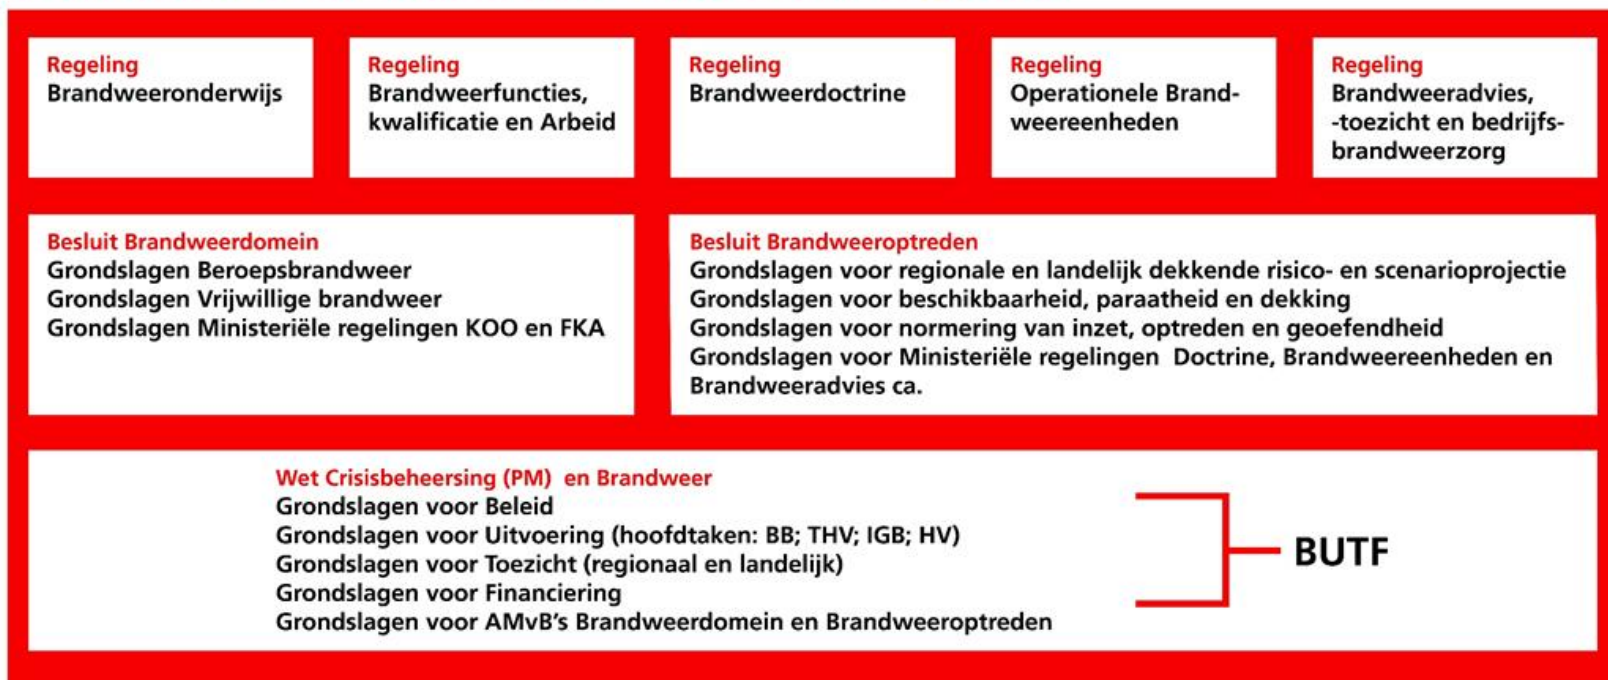 Regeling
Brandweeronderwijs
Regeling
Brandweerfuncties,
kwalificatie en Arbeid
Regeling
Brandweerdoctrine
Regeling
Operationele Brand-
weereenheden
Regeling
Brandweeradvies,
-toezicht en bedrijfs-
brandweerzorg
Besluit Brandweerdomein
Grondslagen Beroepsbrandweer
Grondslagen Vrijwillige brandweer
Grondslagen Ministeriële regelingen KOO en FKA
Besluit Brandweeroptreden
Grondslagen voor regionale en landelijk dekkende risico- en scenarioprojectie
Grondslagen voor beschikbaarheid, paraatheid en dekking
Grondslagen voor normering van inzet, optreden en geoefendheid
Grondslagen voor Ministeriële regelingen  Doctrine, Brandweereenheden en
Brandweeradvies ca.
Wet Crisisbeheersing (PM)  en Brandweer
Grondslagen voor Beleid
Grondslagen voor Uitvoering (hoofdtaken: BB; THV; IGB; HV)
Grondslagen voor Toezicht (regionaal en landelijk)
Grondslagen voor Financiering
Grondslagen voor AMvB’s Brandweerdomein en Brandweeroptreden
BUTF